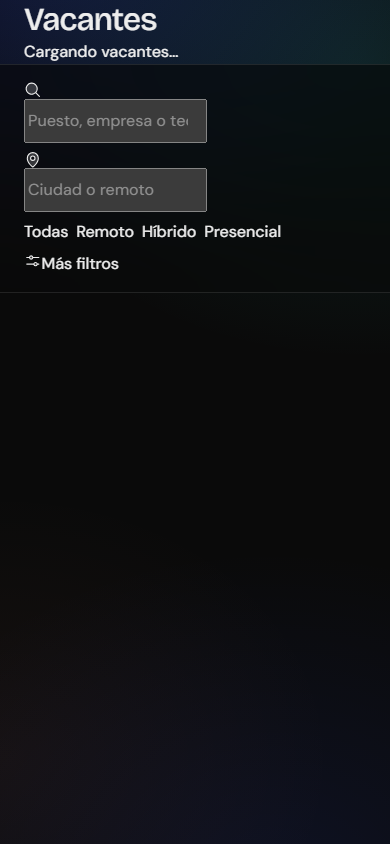 Vacantes
Cargando vacantes...
Puesto, empresa o te
Ciudad o remoto
Todas Remoto Híbrido Presencial
Más filtros